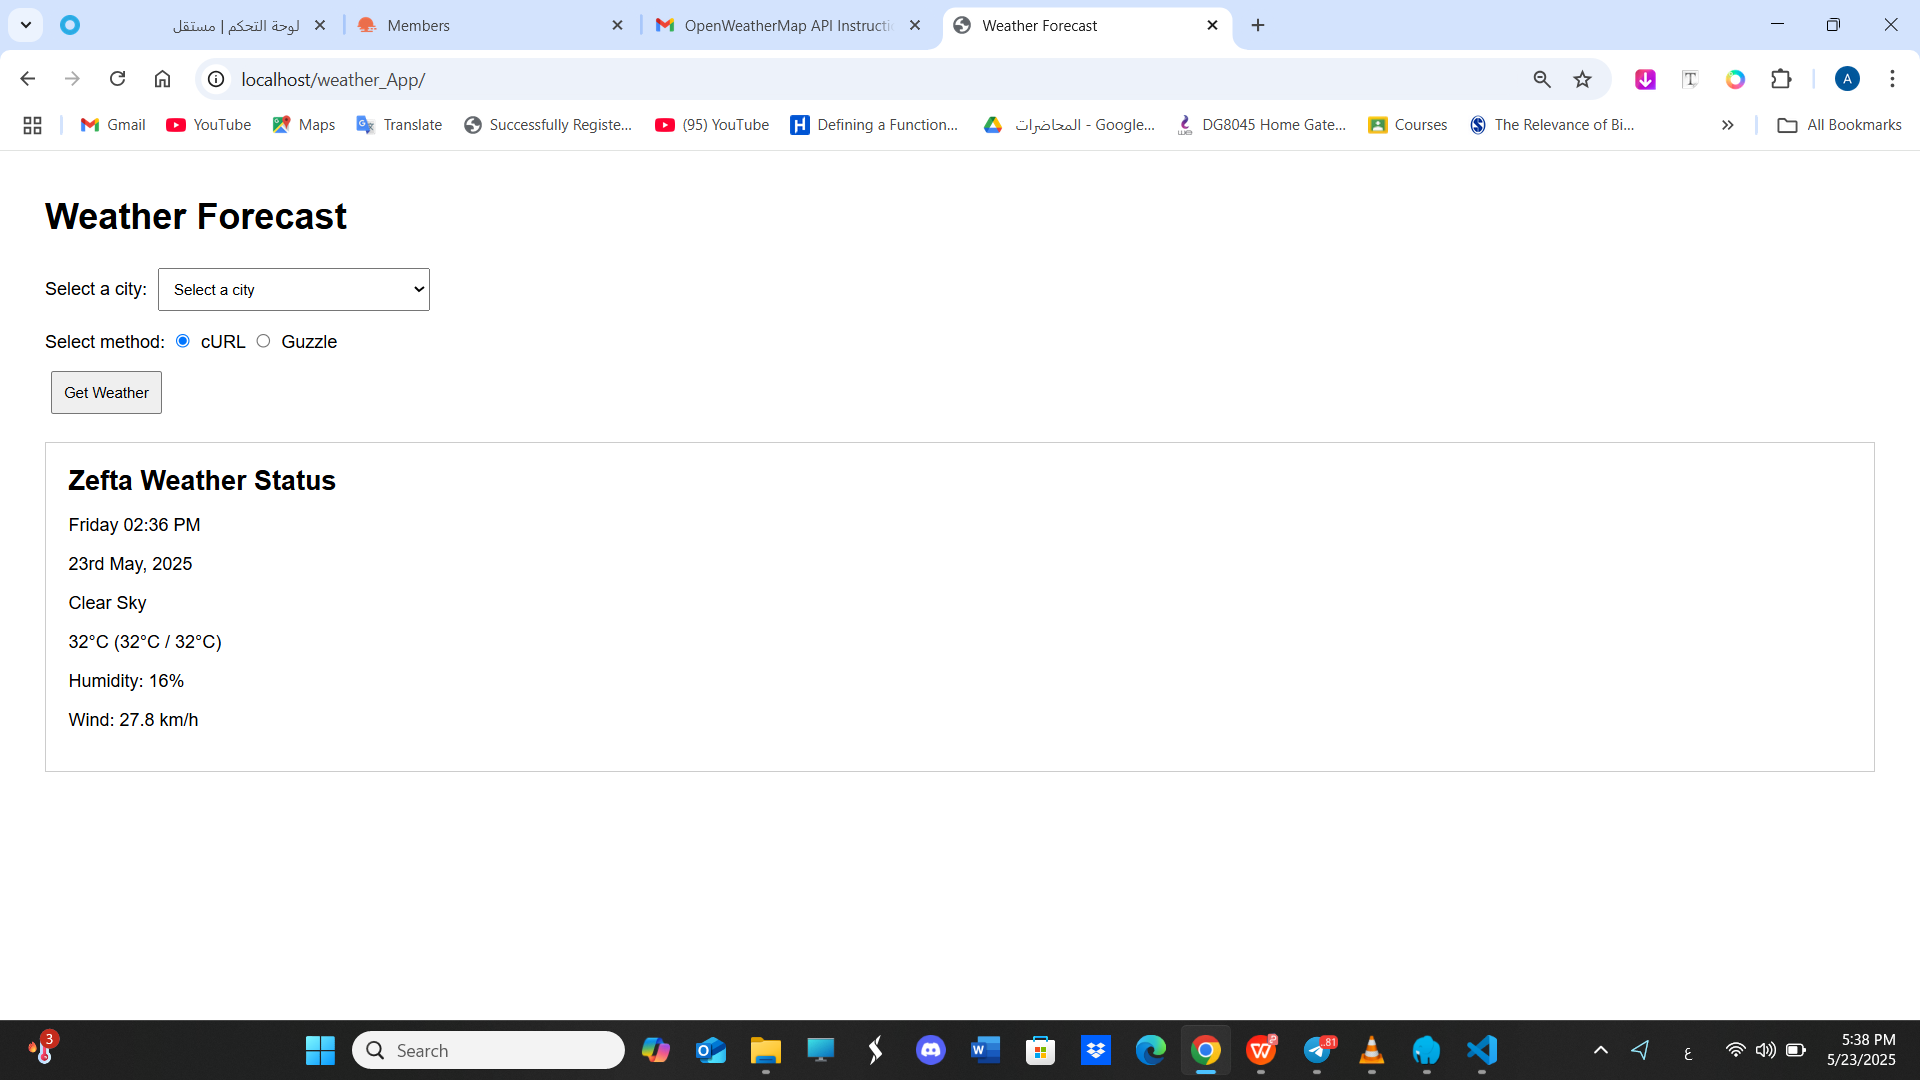 لوحة التحكم | مستقل
Members
OpenWeatherMap API Instructi
Weather Forecast
localhost/weather_App/
A
Gmail
YouTube
Maps
Translate
Successfully Registe...
(95) YouTube
Defining a Function...
المحاضرات - Google...
DG8045 Home Gate...
Courses
The Relevance of Bi...
All Bookmarks
Weather Forecast
Select a city: Select a city
Select method: cURL Guzzle
Get Weather
Zefta Weather Status
Friday 02:36 PM
23rd May, 2025
Clear Sky
32°C (32°C / 32°C)
Humidity: 16%
Wind: 27.8 km/h
3
Search
81
ع
5:38 PM
5/23/2025